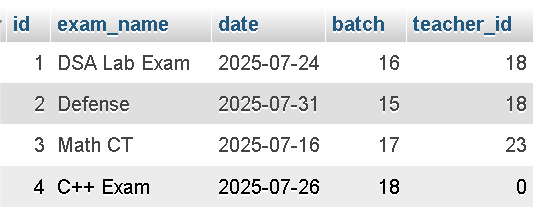 id exam_name date batch teacher_id
1 DSA Lab Exam 2025-07-24 16 18
2 Defense 2025-07-31 15 18
3 Math CT 2025-07-16 17 23
4 C++ Exam 2025-07-26 18 0